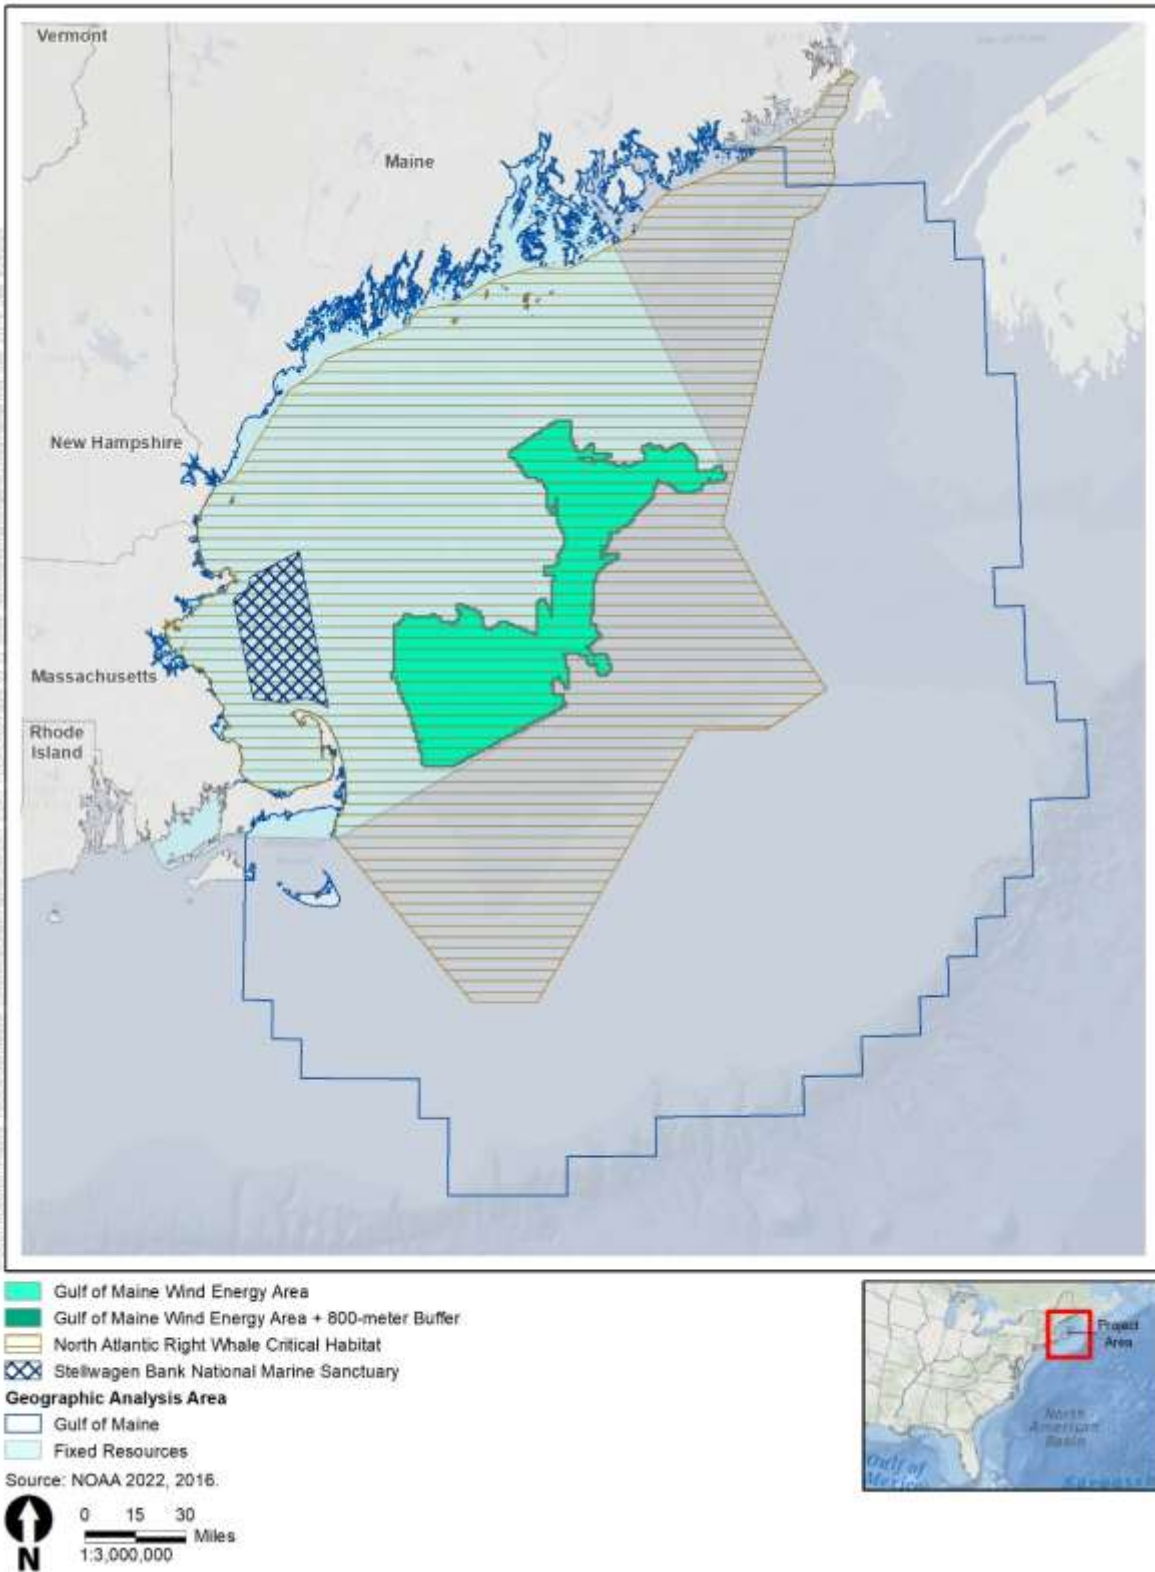 Vermont
Maine
New Hampshire
Massachusetts
Rhode
Island
Gulf of Maine Wind Energy Area
Gulf of Maine Wind Energy Area + 800-meter Buffer
North Atlantic Right Whale Critical Habitat
Stellwagen Bank National Marine Sanctuary
Geographic Analysis Area
Gulf of Maine
Fixed Resources
Source: NOAA 2022, 2016.
0 15 30
Miles
1:3,000,000
N
Project
Area
North
American
Basin
Gulf of
Mexico